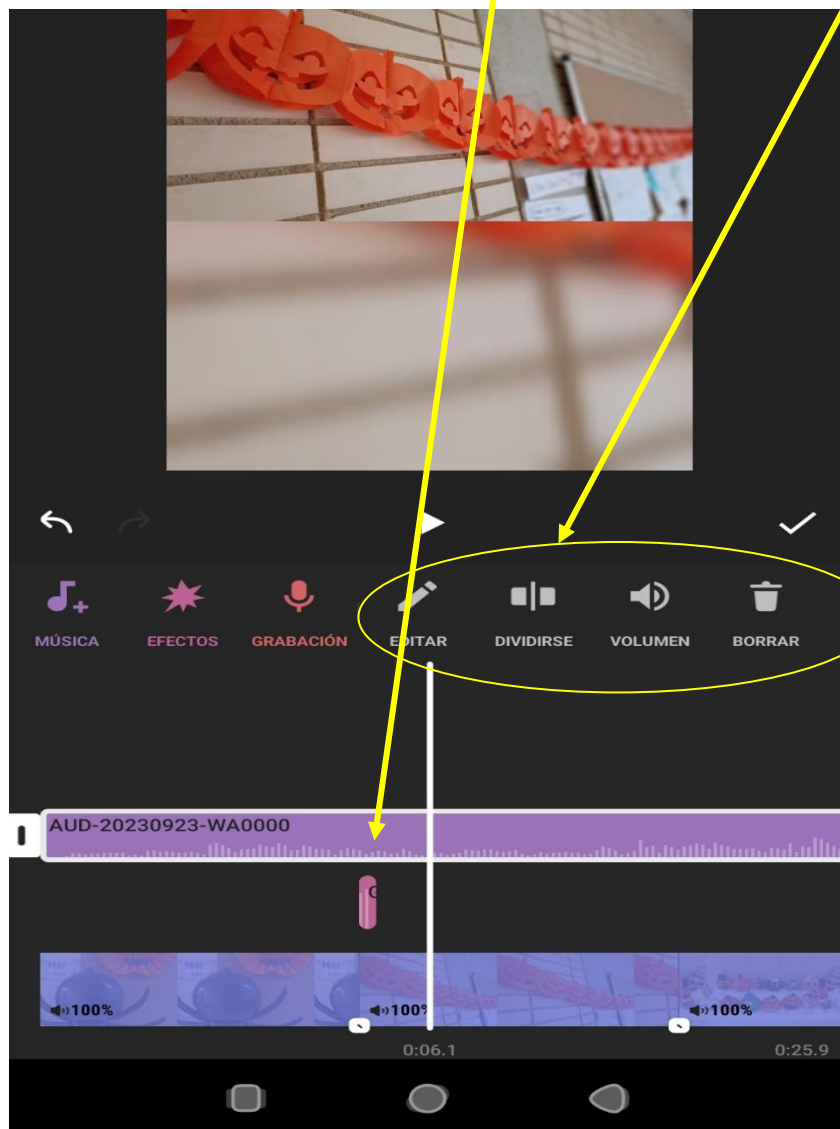 MÚSICA EFECTOS GRABACIÓN EDITAR DIVIDIRSE VOLUMEN BORRAR
AUD-20230923-WA0000
G
100% 100% 100%
0:06.1 0:25.9